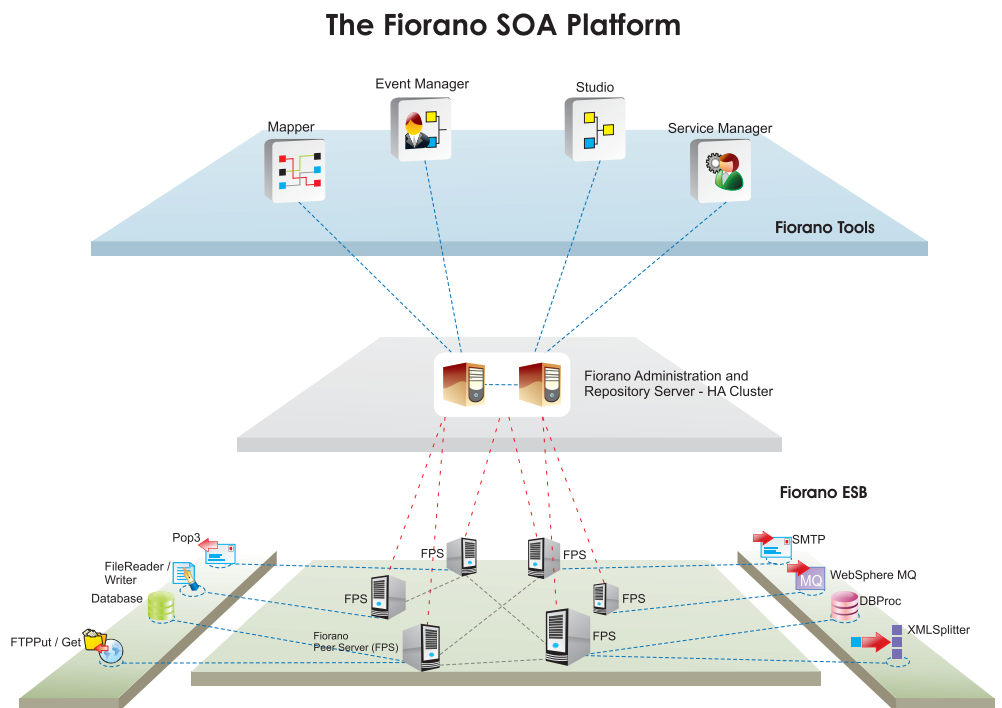 The Fiorano SOA Platform
Event Manager
Studio
Mapper
Service Manager
Fiorano Tools
Fiorano Administration and
Repository Server - HA Cluster
Fiorano ESB
Pop3
SMTP
FPS
FPS
FileReader /
Writer
WebSphere MQ
MQ
Database
FPS
FPS
DBProc
FTPPut / Get
Fiorano
Peer Server (FPS)
FPS
XMLSplitter